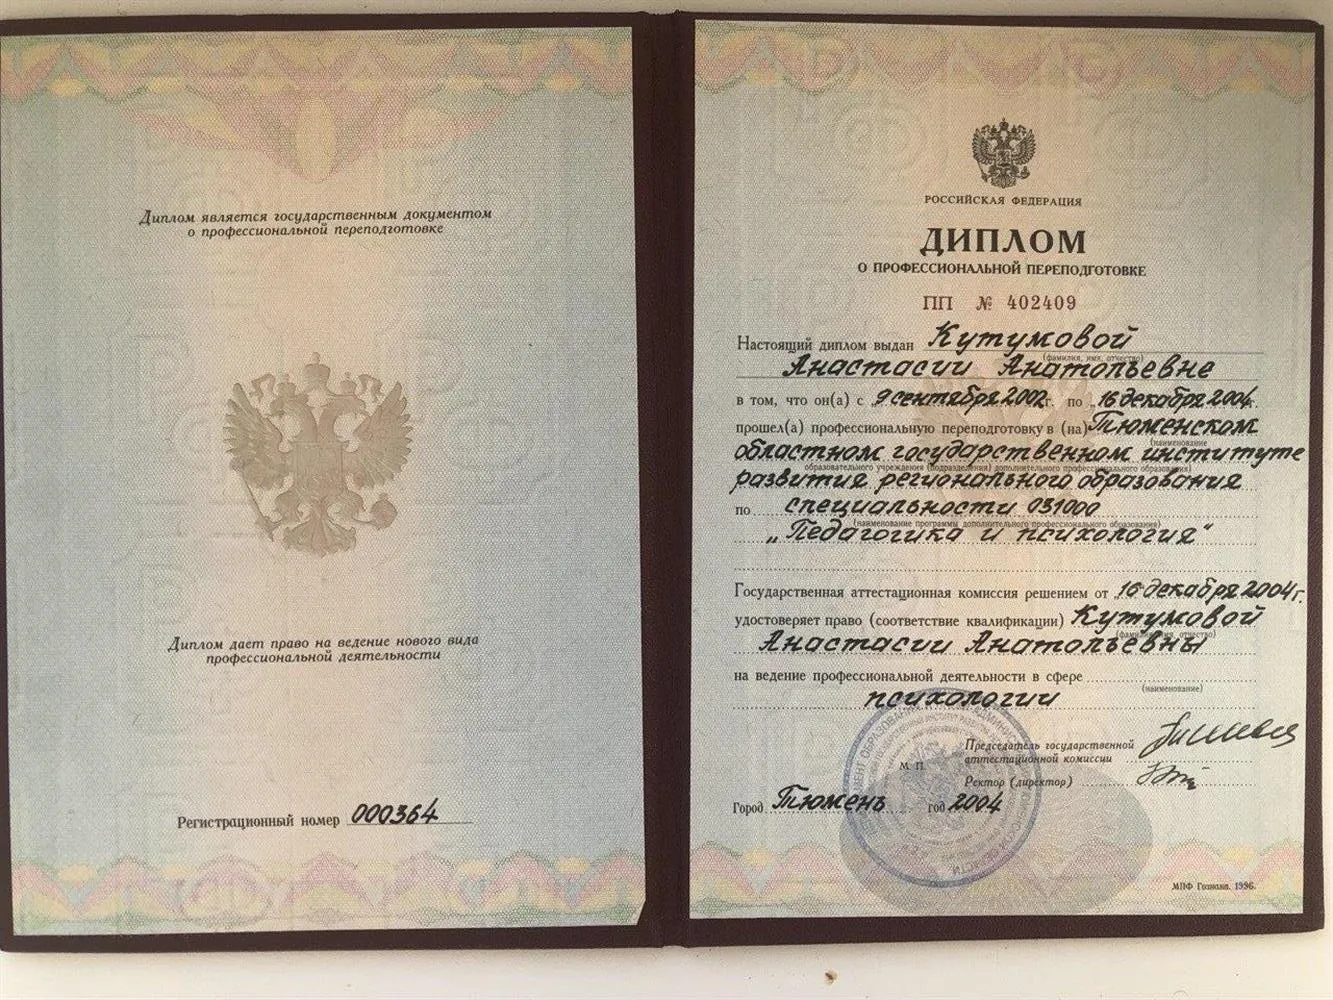 Диплом является государственным документом
о профессиональной переподготовке
Диплом дает право на ведение нового вида
профессиональной деятельности
Регистрационный номер 000364
РОССИЙСКАЯ ФЕДЕРАЦИЯ
ДИПЛОМ
О ПРОФЕССИОНАЛЬНОЙ ПЕРЕПОДГОТОВКЕ
ПП № 402409
Настоящий диплом выдан Кутумовой
(фамилия, имя, отчество)
Анастасии Анатольевне
в том, что он(а) с „9 сентября 2002 г. по „16 декабря 2004 г.
прошел(а) профессиональную переподготовку в (на) Тюменском
(наименование
областном государственном институте
образовательного учреждения (подразделения) дополнительного профессионального образования)
развития регионального образования
по специальности 031000
(наименование программы дополнительного профессионального образования)
„Педагогика и психология“
Государственная аттестационная комиссия решением от „16 декабря 2004 г.
удостоверяет право (соответствие квалификации) Кутумовой
(фамилия, имя, отчество)
Анастасии Анатольевны
на ведение профессиональной деятельности в сфере
(наименование)
психологии
Председатель государственной
аттестационной комиссии
М П
Ректор (директор)
Город Тюмень год 2004
МПФ Гознака. 1996.